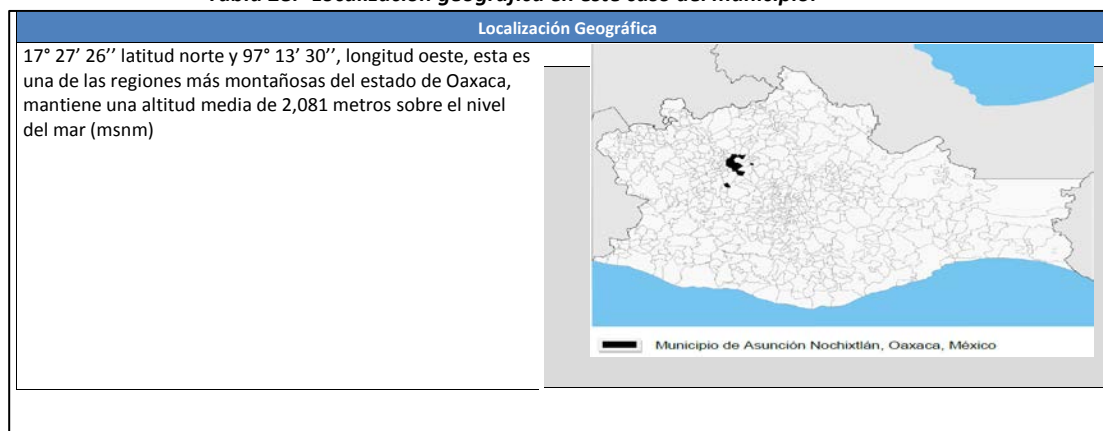 Tabla 23. Localización geográfica en este caso del municipio.
Localización Geográfica
17° 27’ 26’’ latitud norte y 97° 13’ 30’’, longitud oeste, esta es
una de las regiones más montañosas del estado de Oaxaca,
mantiene una altitud media de 2,081 metros sobre el nivel
del mar (msnm)
Municipio de Asunción Nochixtlán, Oaxaca, México